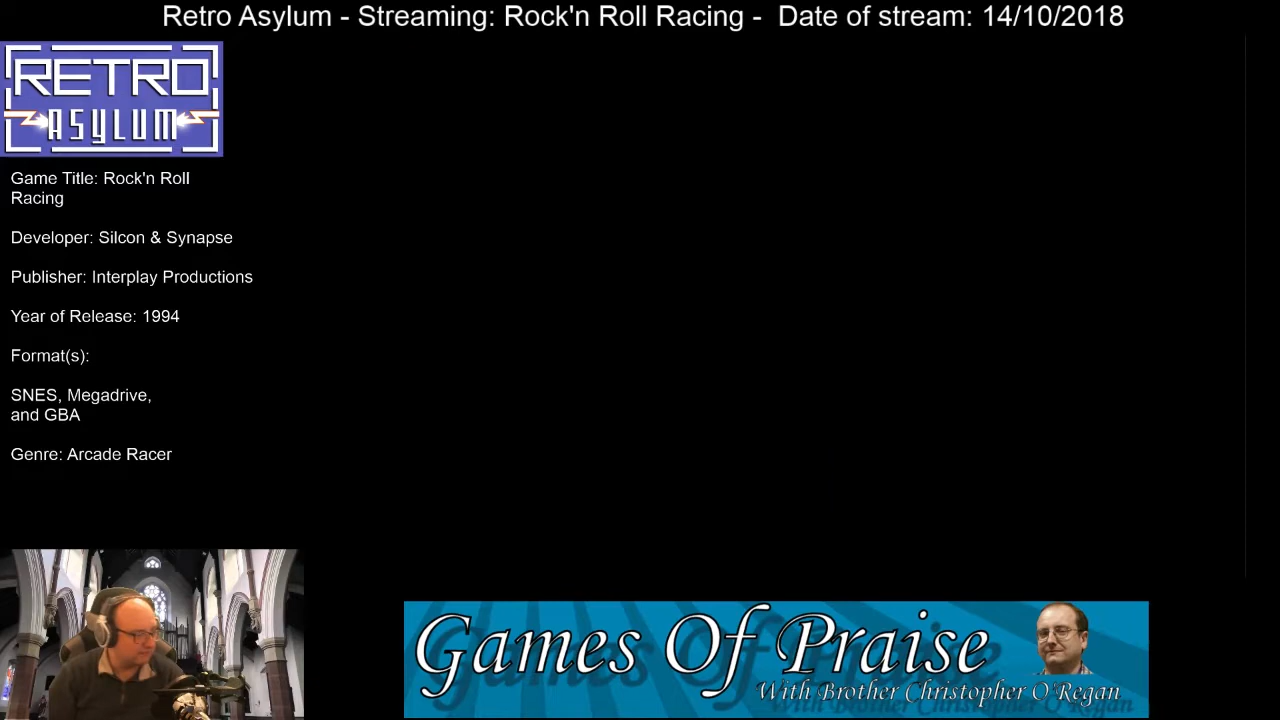 Retro Asylum - Streaming: Rock'n Roll Racing -  Date of stream: 14/10/2018
RETRO
ASYLUM
Game Title: Rock'n Roll
Racing
Developer: Silcon & Synapse
Publisher: Interplay Productions
Year of Release: 1994
Format(s):
SNES, Megadrive,
and GBA
Genre: Arcade Racer
Games Of Praise
With Brother Christopher O'Regan